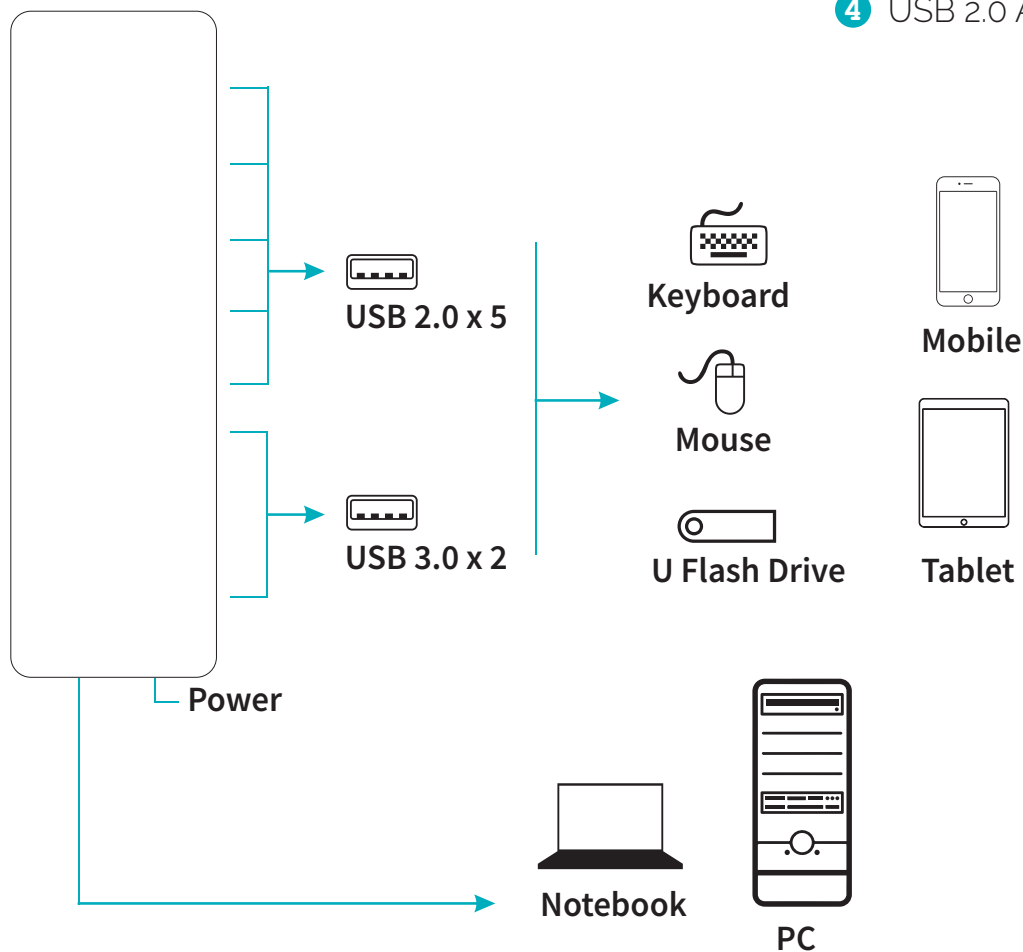 4 USB 2.0 A
USB 2.0 x 5
USB 3.0 x 2
Keyboard
Mobile
Mouse
U Flash Drive
Tablet
Power
Notebook
PC